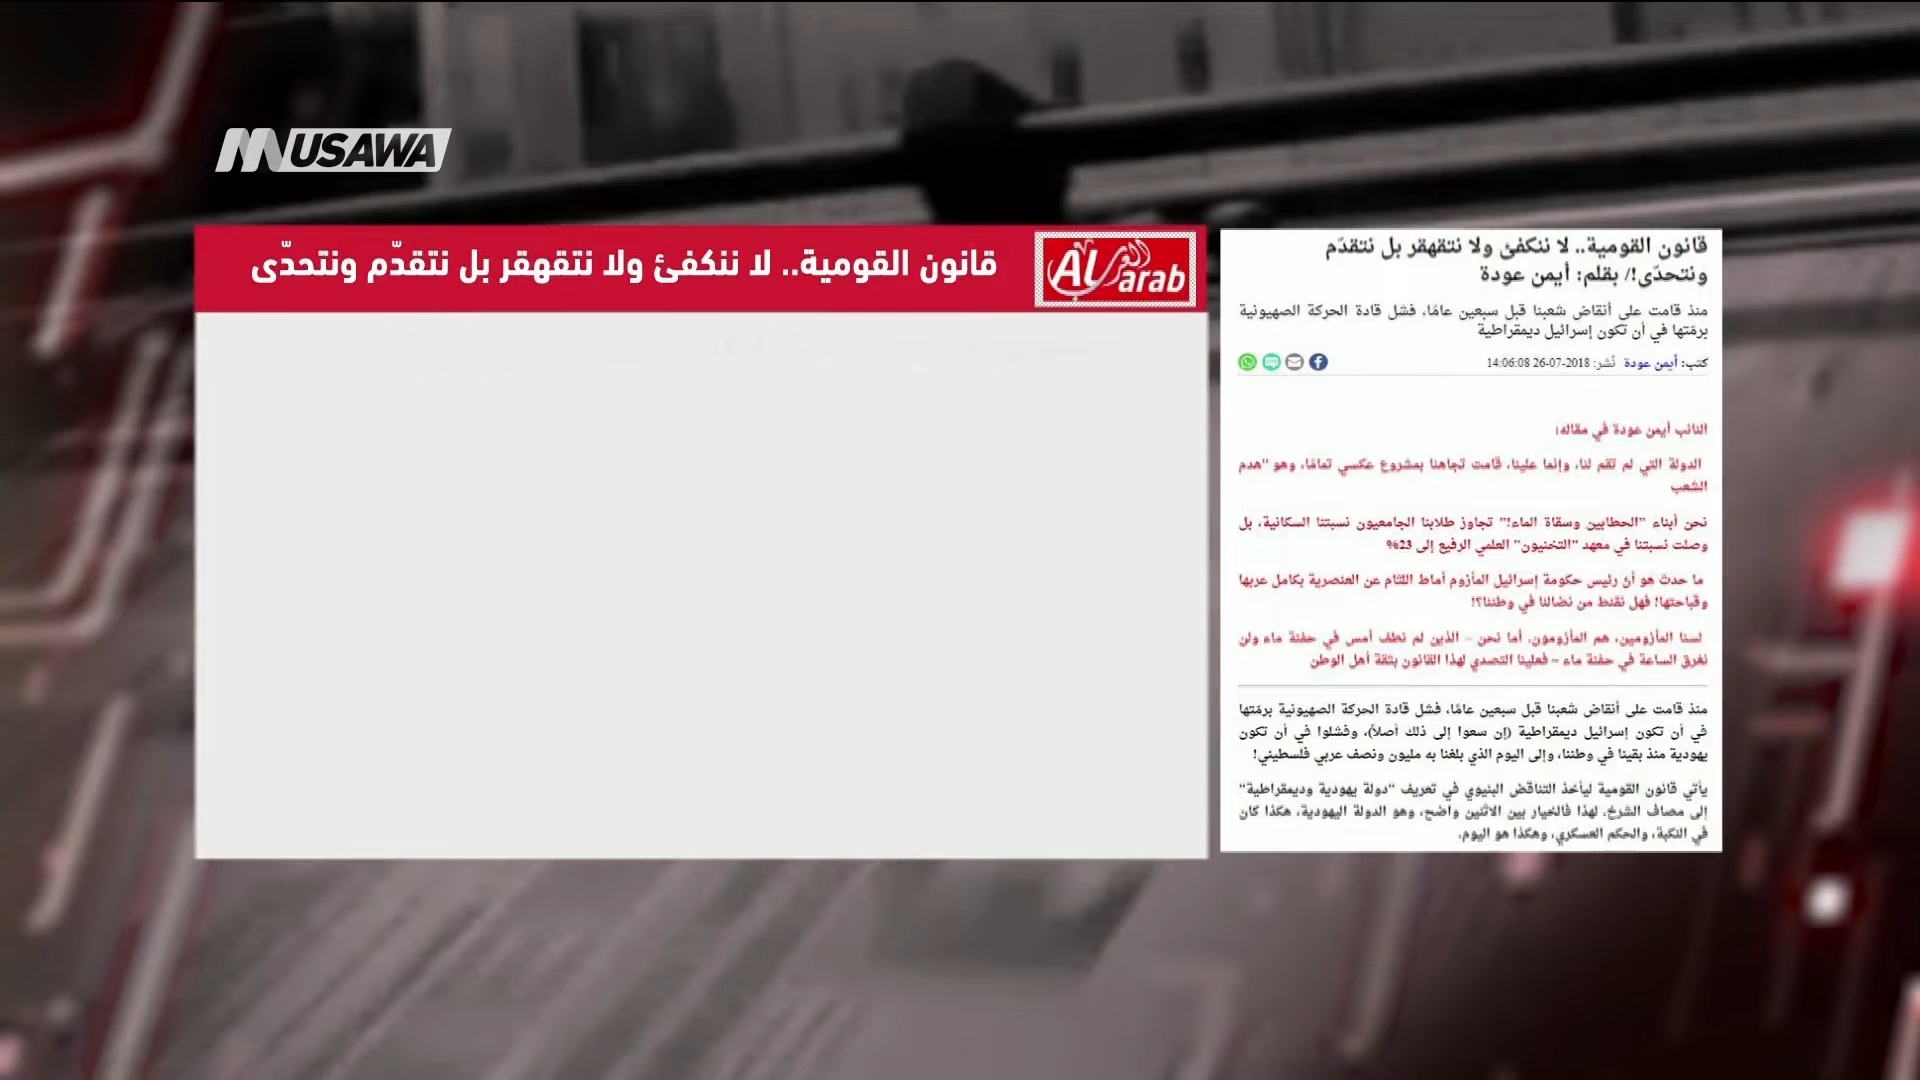 MUSAWA
قانون القومية.. لا ننكفئ ولا نتقهقر بل نتقدّم ونتحدّى
العرب
ALarab
قانون القومية.. لا ننكفئ ولا نتقهقر بل نتقدّم
ونتحدّى!/ بقلم: أيمن عودة
منذ قامت على أنقاض شعبنا قبل سبعين عامًا، فشل قادة الحركة الصهيونية
برمّتها في أن تكون إسرائيل ديمقراطية
كتب: أيمن عودة نُشر: 2018-07-26 14:06:08
النائب أيمن عودة في مقاله:
الدولة التي لم تقم لنا، وإنما علينا، قامت تجاهنا بمشروع عكسي تمامًا، وهو "هدم
الشعب
نحن أبناء "الحطابين وسقاة الماء!" تجاوز طلابنا الجامعيون نسبتنا السكانية، بل
وصلت نسبتنا في معهد "التخنيون" العلمي الرفيع إلى 23%
ما حدث هو أنّ رئيس حكومة إسرائيل المأزوم أماط اللثام عن العنصرية بكامل عريها
وقباحتها! فهل نقنط من نضالنا في وطننا؟!
لسنا المأزومين، هم المأزومون. أما نحن – الذين لم نطف أمس في حفنة ماء ولن
نغرق الساعة في حفنة ماء – فعلينا التصدي لهذا القانون بثقة أهل الوطن
منذ قامت على أنقاض شعبنا قبل سبعين عامًا، فشل قادة الحركة الصهيونية برمّتها
في أن تكون إسرائيل ديمقراطية (إن سعوا إلى ذلك أصلاً)، وفشلوا في أن تكون
يهودية منذ بقينا في وطننا، وإلى اليوم الذي بلغنا به مليون ونصف عربي فلسطيني!
يأتي قانون القومية ليأخذ التناقض البنيوي في تعريف "دولة يهودية وديمقراطية"
إلى مصاف الشرخ. لهذا فالخيار بين الاثنين واضح، وهو الدولة اليهودية، هكذا كان
في النكبة، والحكم العسكري، وهكذا هو اليوم.